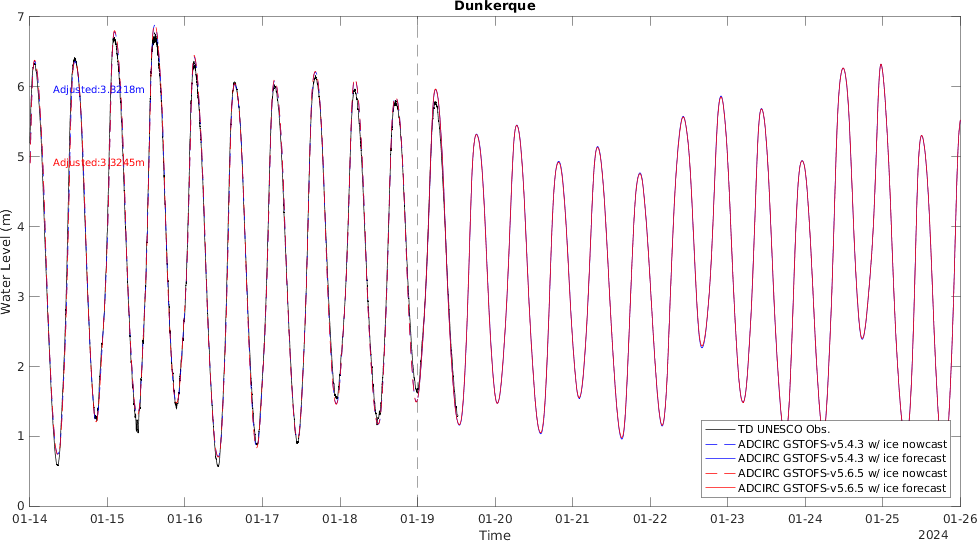 Dunkerque
7
6
5
4
3
2
1
0
Water Level (m)
Adjusted:3.3218m
Adjusted:3.3245m
TD UNESCO Obs.
ADCIRC GSTOFS-v5.4.3 w/ ice nowcast
ADCIRC GSTOFS-v5.4.3 w/ ice forecast
ADCIRC GSTOFS-v5.6.5 w/ ice nowcast
ADCIRC GSTOFS-v5.6.5 w/ ice forecast
01-14 01-15 01-16 01-17 01-18 01-19 01-20 01-21 01-22 01-23 01-24 01-25 01-26
Time
2024